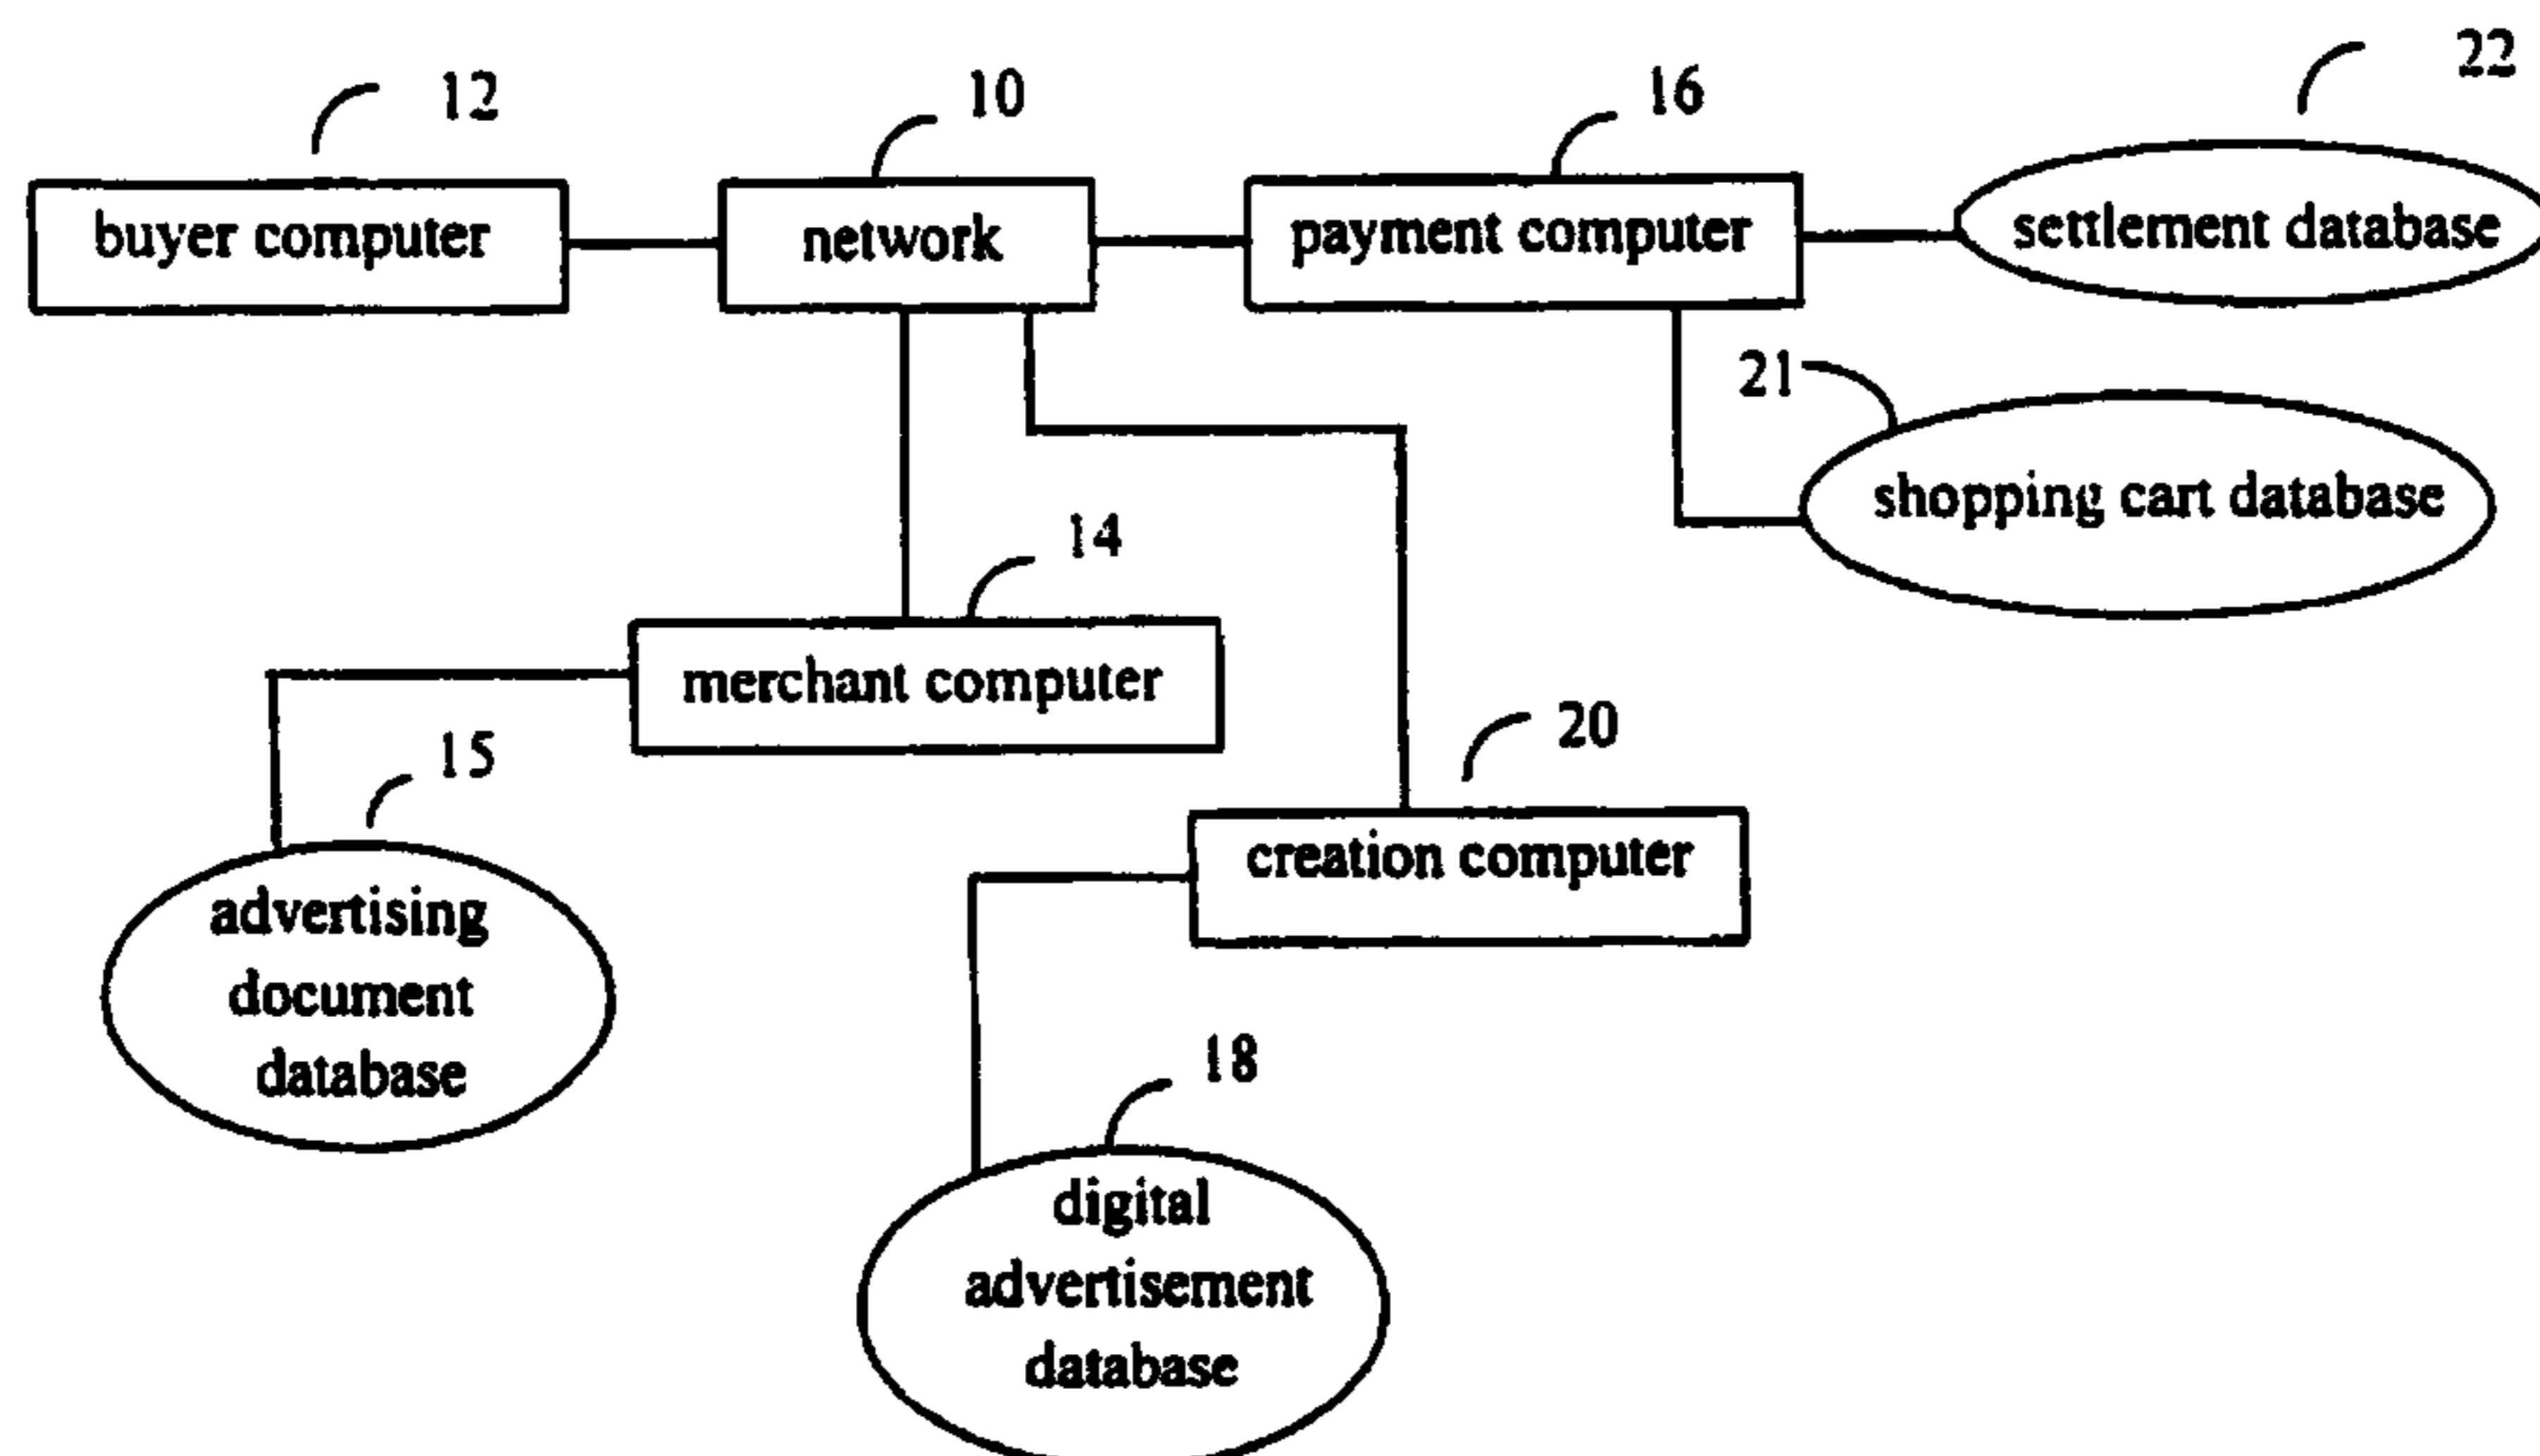 12
10
16
22
buyer computer
network
payment computer
settlement database
21
shopping cart database
14
merchant computer
20
15
creation computer
advertising
document
database
18
digital
advertisement
database